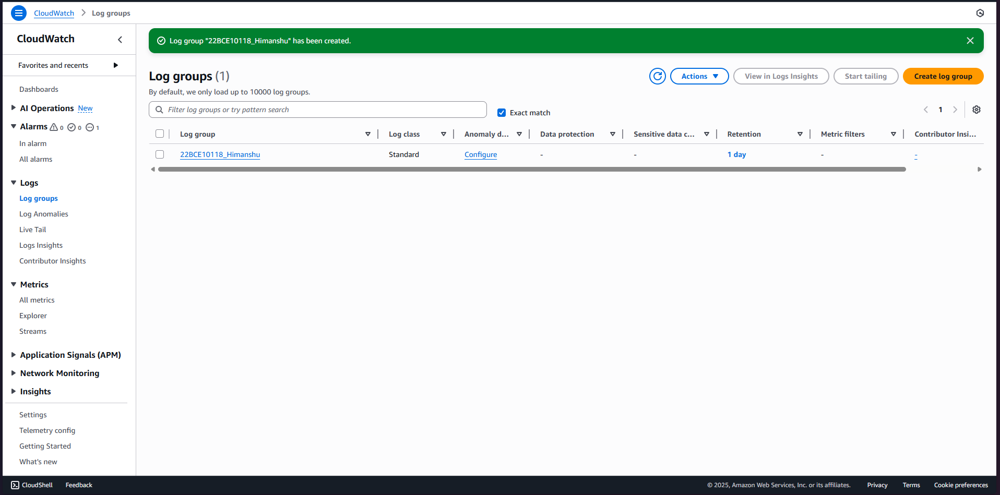 CloudWatch > Log groups
CloudWatch
Favorites and recents
Dashboards
AI Operations New
Alarms 0 0 1
In alarm
All alarms
Logs
Log groups
Log Anomalies
Live Tail
Logs Insights
Contributor Insights
Metrics
All metrics
Explorer
Streams
Application Signals (APM)
Network Monitoring
Insights
Settings
Telemetry config
Getting Started
What's new
Log group "22BCE10118_Himanshu" has been created.
Log groups (1)
Actions View in Logs Insights Start tailing Create log group
By default, we only load up to 10000 log groups.
Filter log groups or try pattern search Exact match 1
Log group Log class Anomaly d... Data protection Sensitive data c... Retention Metric filters Contributor Insi...
22BCE10118_Himanshu Standard Configure - - 1 day - -
CloudShell Feedback © 2025, Amazon Web Services, Inc. or its affiliates. Privacy Terms Cookie preferences